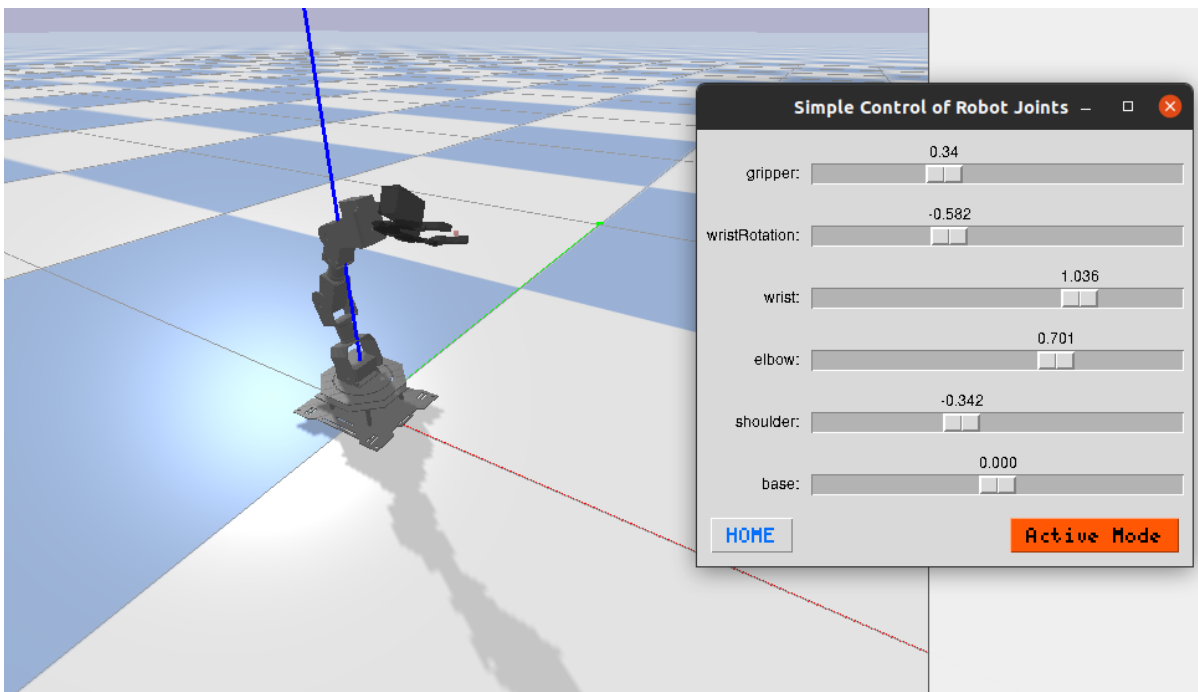 Simple Control of Robot Joints
0.34
gripper:
-0.582
wristRotation:
1.036
wrist:
0.701
elbow:
-0.342
shoulder:
0.000
base:
HOME
Active Mode